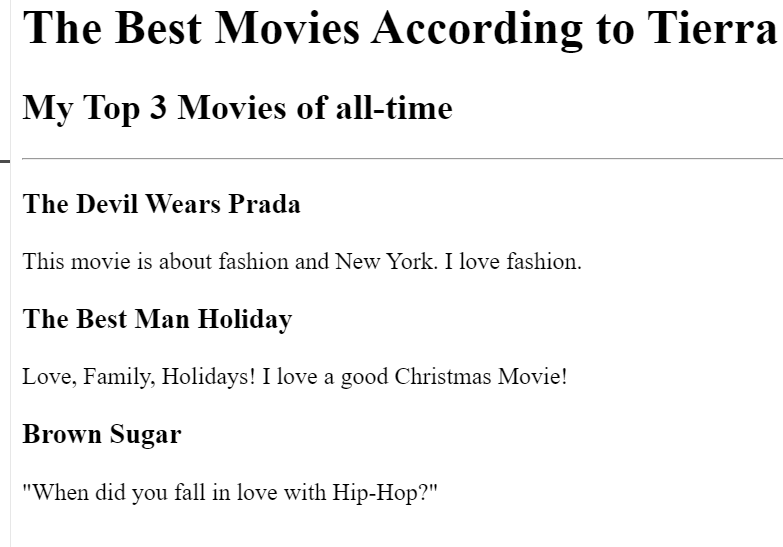 The Best Movies According to Tierra
My Top 3 Movies of all-time
The Devil Wears Prada
This movie is about fashion and New York. I love fashion.
The Best Man Holiday
Love, Family, Holidays! I love a good Christmas Movie!
Brown Sugar
"When did you fall in love with Hip-Hop?"